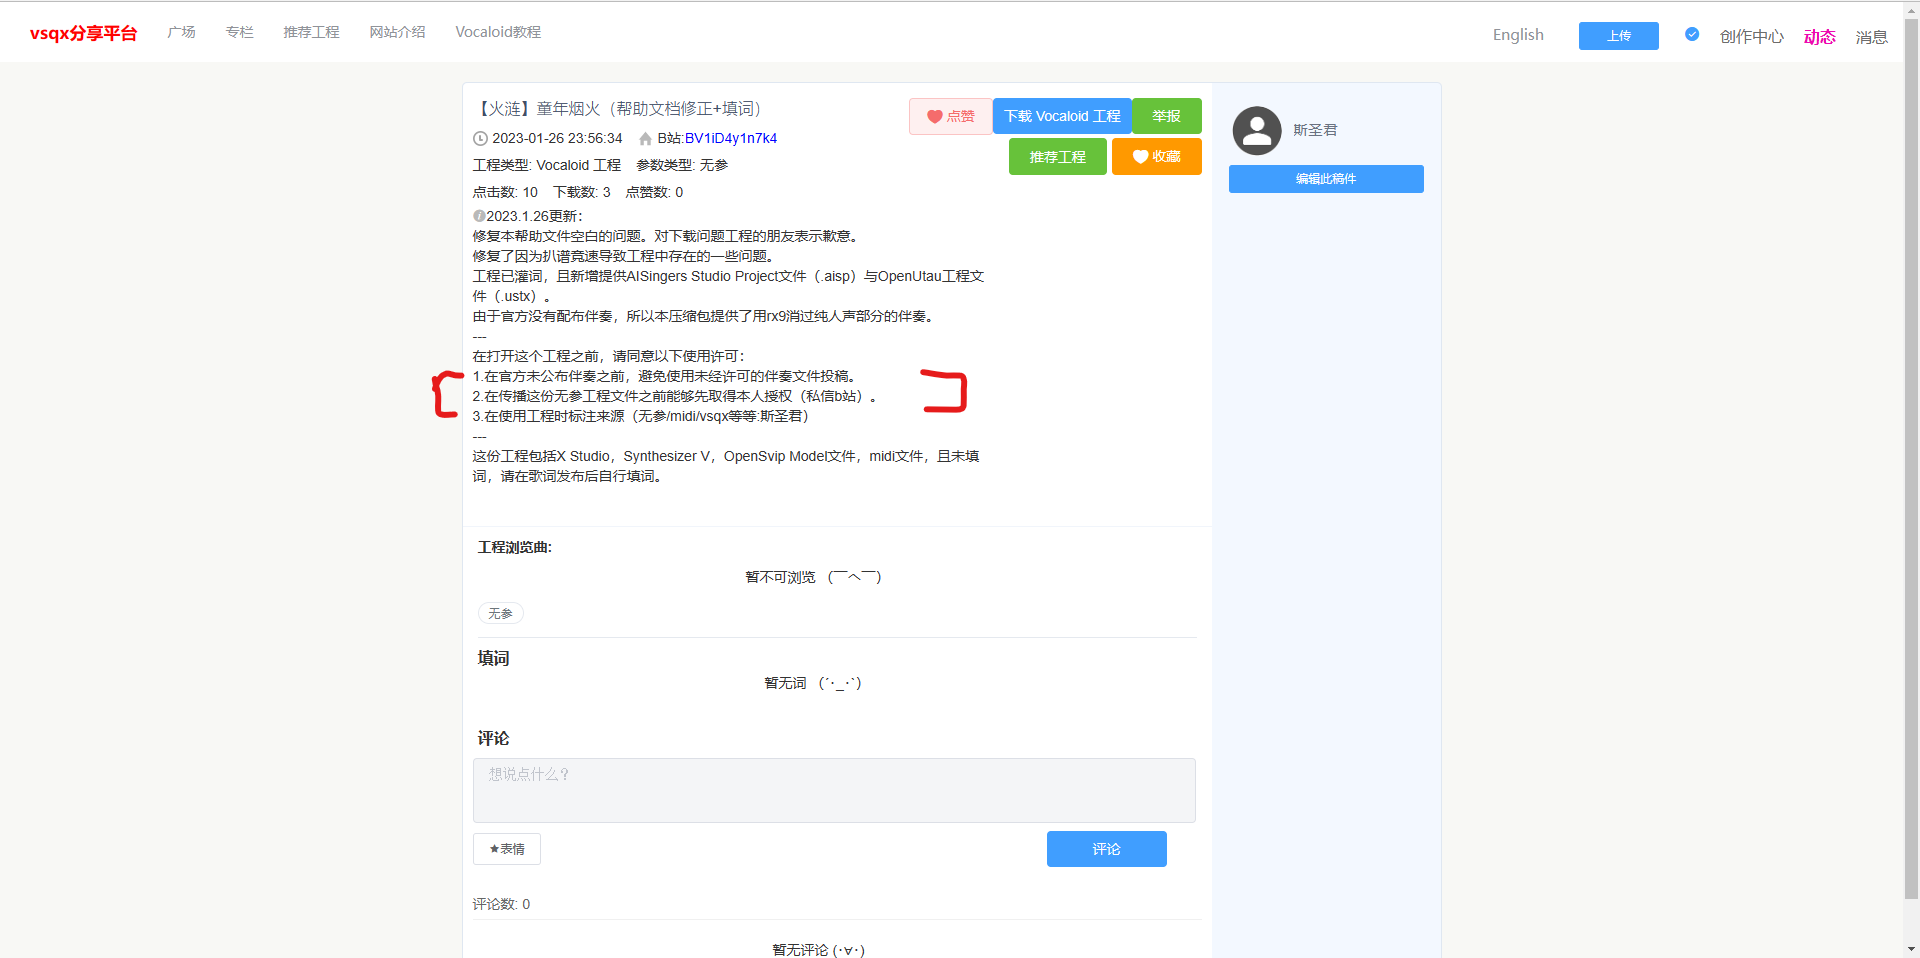 vsqx分享平台 广场 专栏 推荐工程 网站介绍 Vocaloid教程 English 上传 创作中心 动态 消息
【火涟】童年烟火（帮助文档修正+填词） 点赞 下载 Vocaloid 工程 举报
2023-01-26 23:56:34 B站:BV1iD4y1n7k4 推荐工程 收藏
工程类型: Vocaloid 工程 参数类型: 无参
点击数: 10 下载数: 3 点赞数: 0
2023.1.26更新：
修复本帮助文件空白的问题。对下载问题工程的朋友表示歉意。
修复了因为扒谱竞速导致工程中存在的一些问题。
工程已灌词，且新增提供AISingers Studio Project文件（.aisp）与OpenUtau工程文
件（.ustx）。
由于官方没有配布伴奏，所以本压缩包提供了用rx9消过纯人声部分的伴奏。
---
在打开这个工程之前，请同意以下使用许可：
1.在官方未公布伴奏之前，避免使用未经许可的伴奏文件投稿。
2.在传播这份无参工程文件之前能够先取得本人授权（私信b站）。
3.在使用工程时标注来源（无参/midi/vsqx等等:斯圣君）
---
这份工程包括X Studio，Synthesizer V，OpenSvip Model文件，midi文件，且未填
词，请在歌词发布后自行填词。
斯圣君
编辑此稿件
工程浏览曲:
暂不可浏览 （￣へ￣）
无参
填词
暂无词 （´･_･`）
评论
想说点什么？
★表情 评论
评论数: 0
暂无评论 (･∀･)